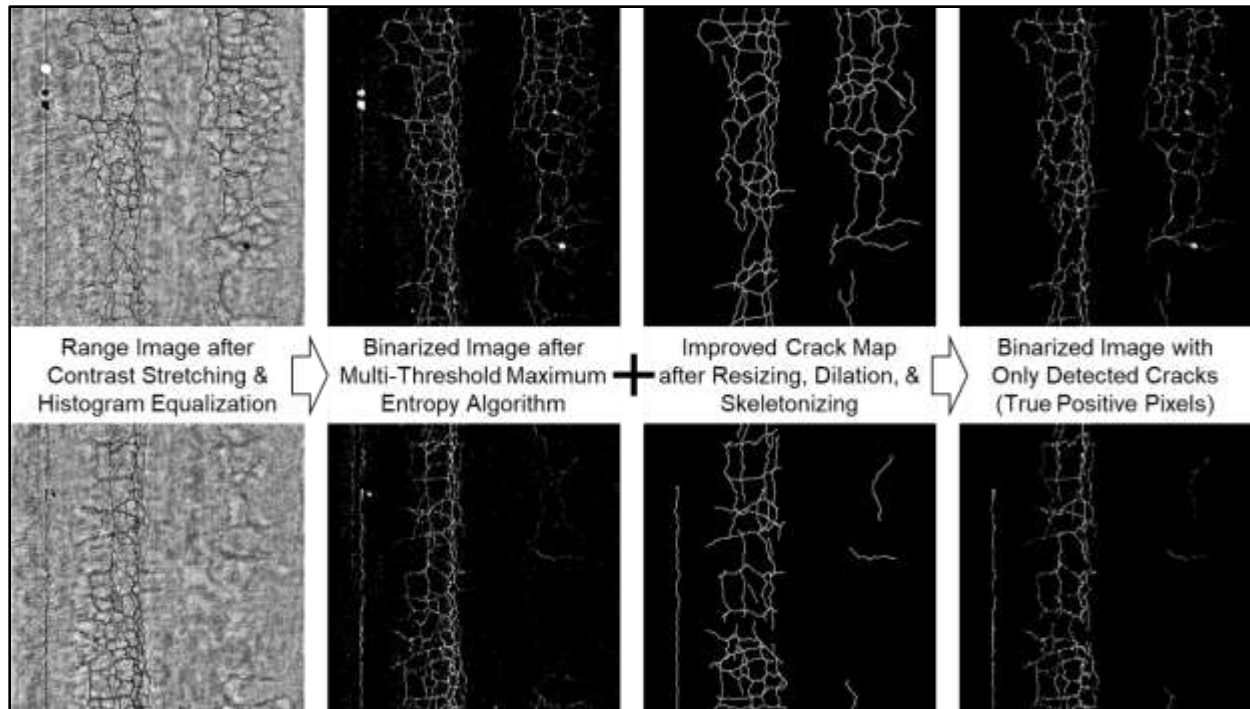 Range Image after
Contrast Stretching &
Histogram Equalization
Binarized Image after
Multi-Threshold Maximum
Entropy Algorithm
+
Improved Crack Map
after Resizing, Dilation, &
Skeletonizing
Binarized Image with
Only Detected Cracks
(True Positive Pixels)